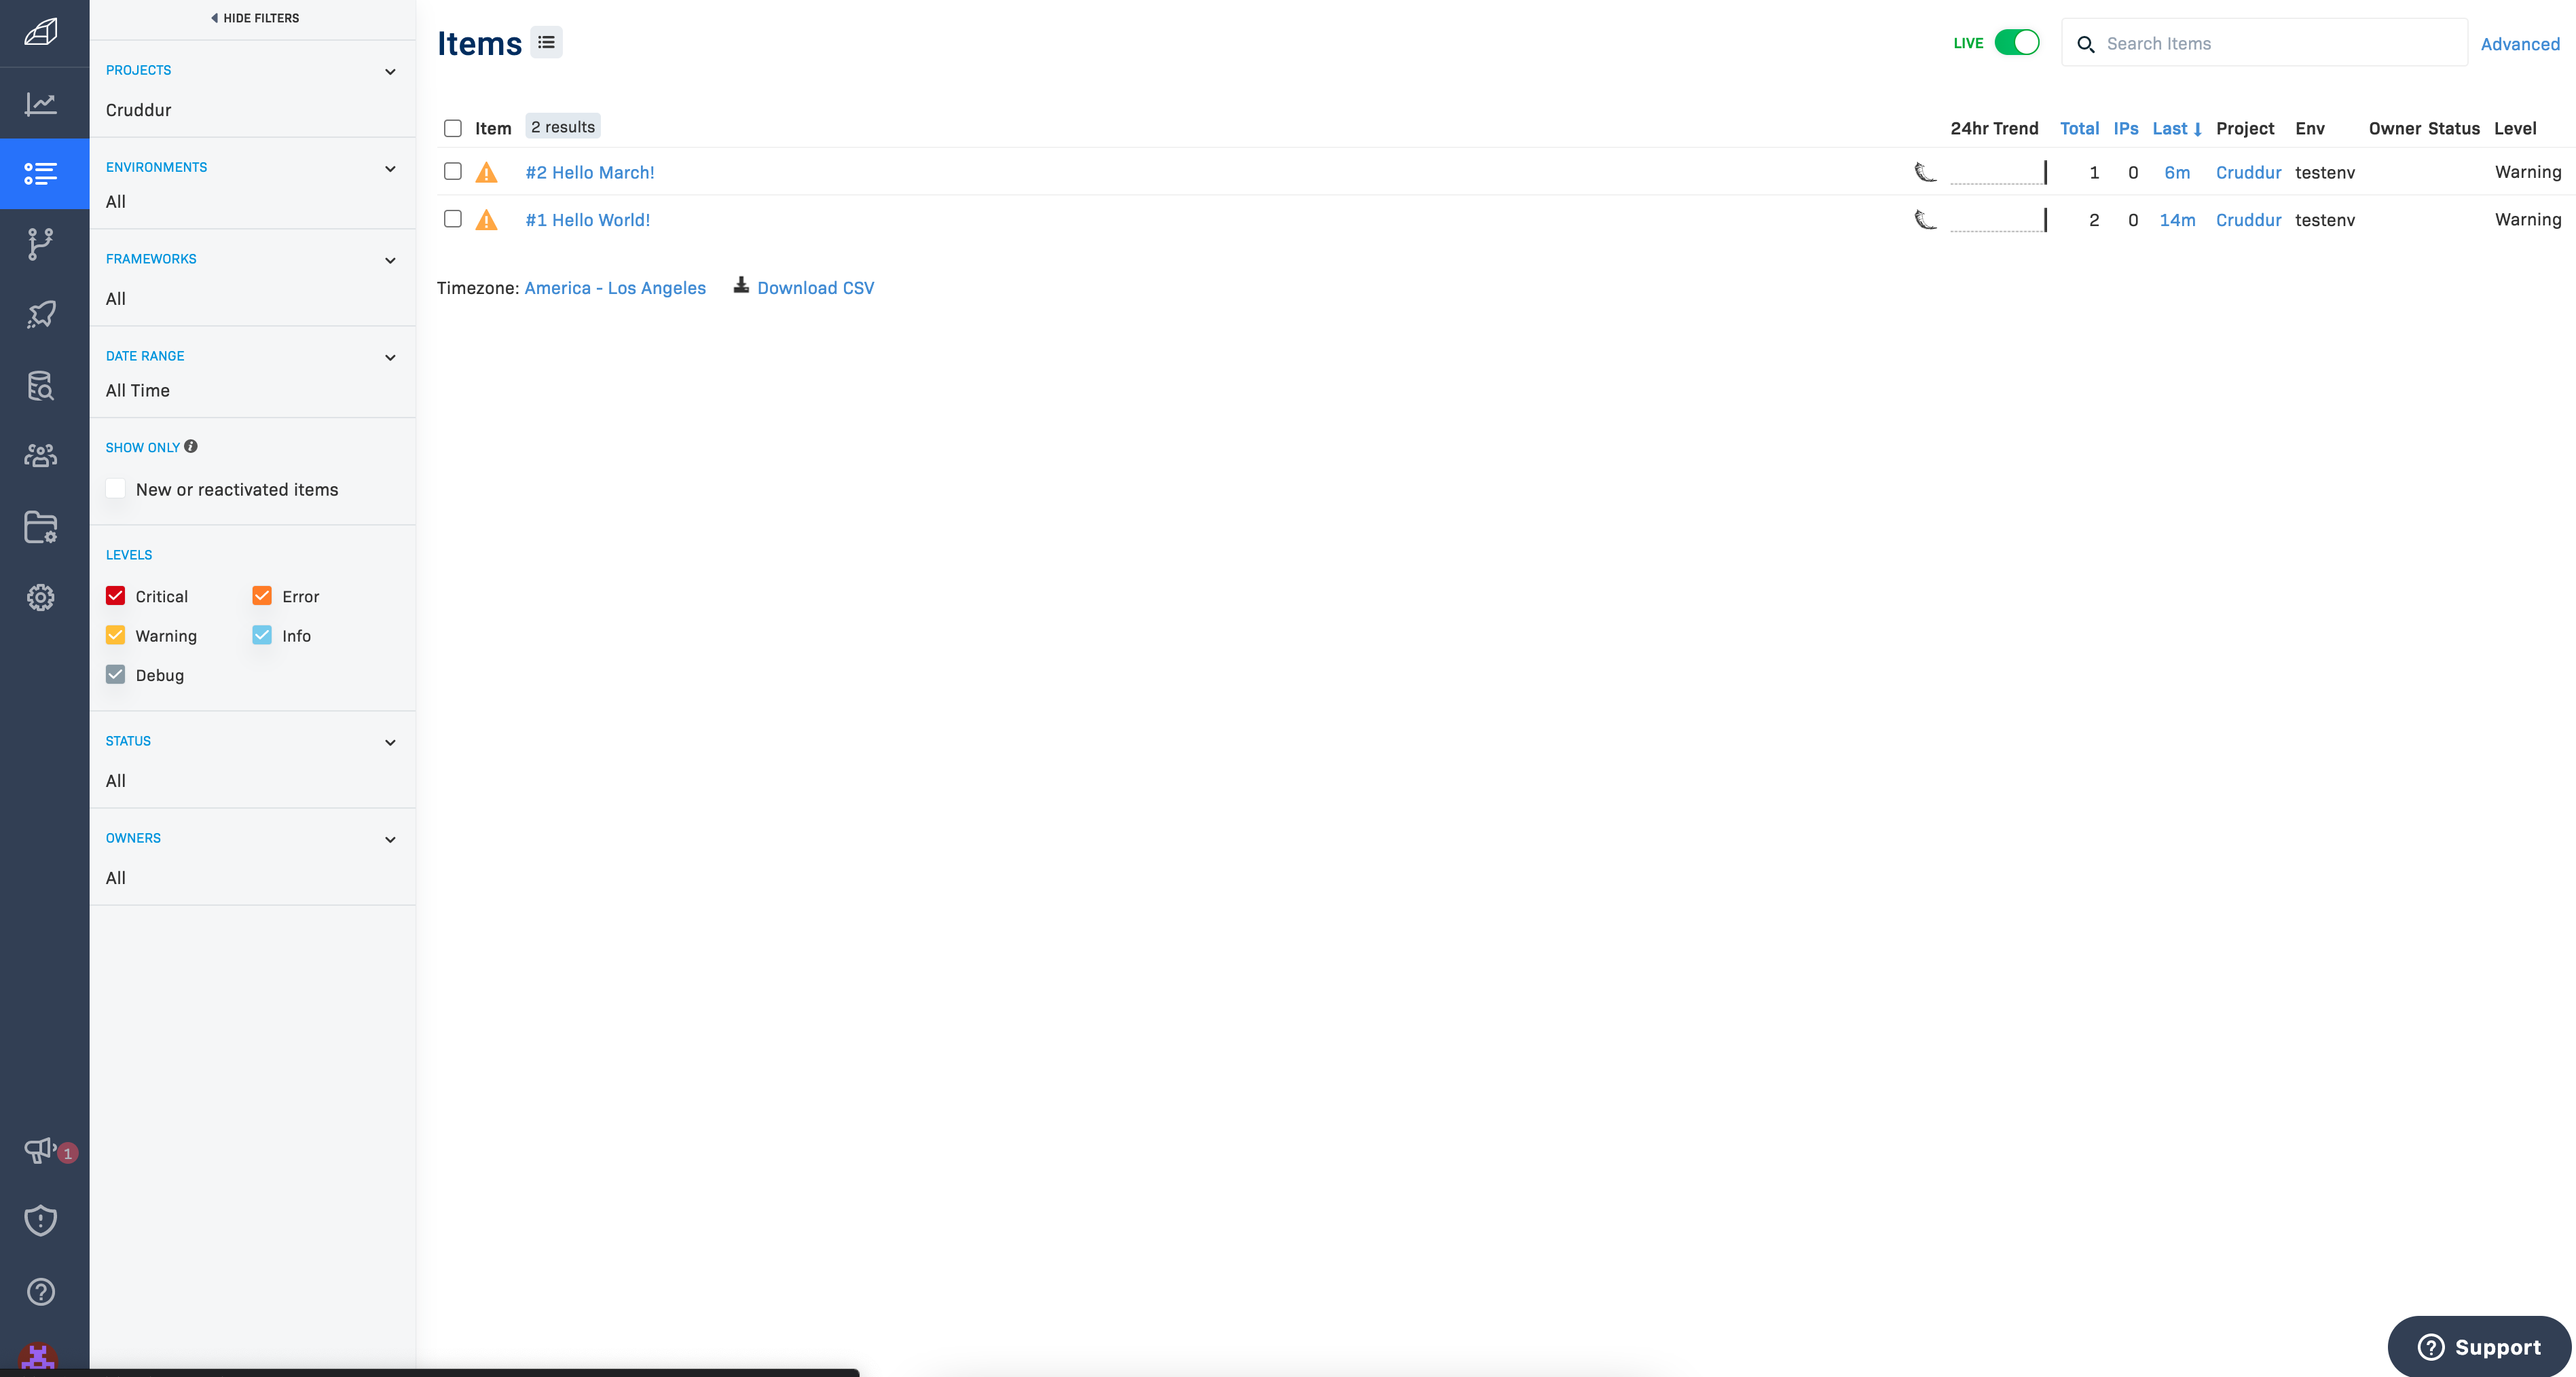 HIDE FILTERS
PROJECTS
Cruddur
ENVIRONMENTS
All
FRAMEWORKS
All
DATE RANGE
All Time
SHOW ONLY
New or reactivated items
LEVELS
Critical Error
Warning Info
Debug
STATUS
All
OWNERS
All
1
Items
LIVE Search Items Advanced
Item 2 results 24hr Trend Total IPs Last Project Env Owner Status Level
#2 Hello March! 1 0 6m Cruddur testenv Warning
#1 Hello World! 2 0 14m Cruddur testenv Warning
Timezone: America - Los Angeles Download CSV
Support